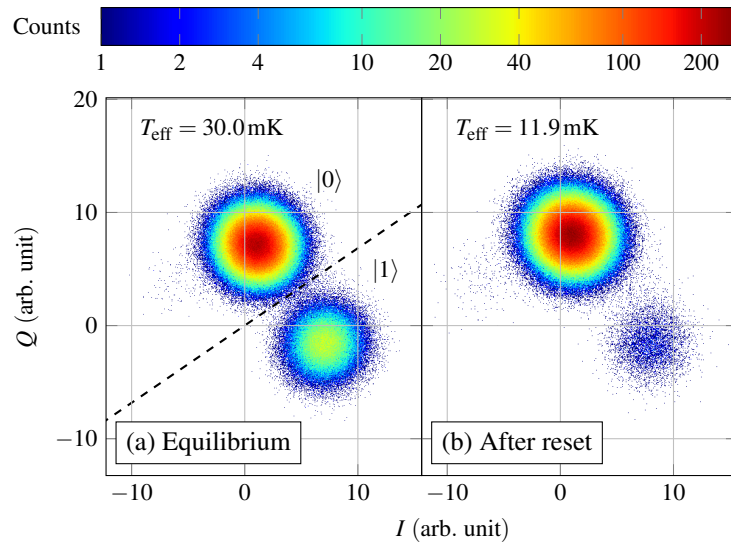 Counts
1 2 4 10 20 40 100 200
T_eff = 30.0 mK
T_eff = 11.9 mK
|0⟩
|1⟩
20
10
0
−10
Q (arb. unit)
(a) Equilibrium
(b) After reset
−10 0 10 −10 0 10
I (arb. unit)